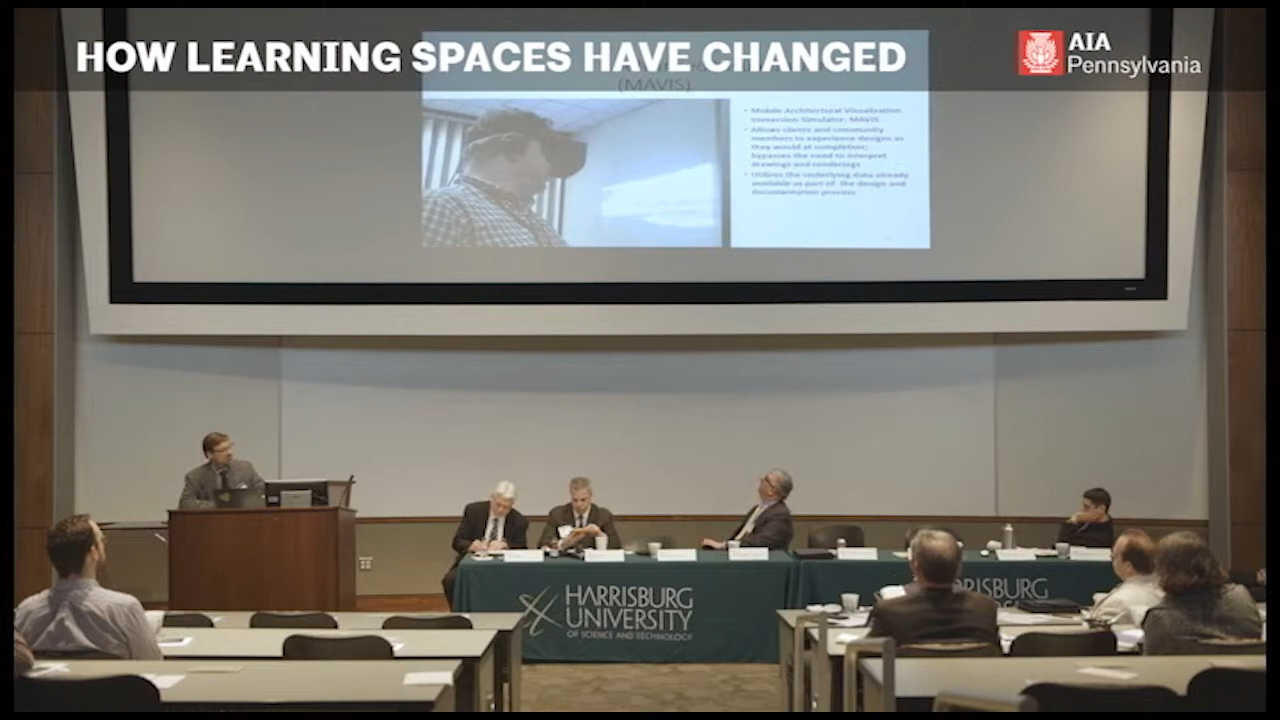 HOW LEARNING SPACES HAVE CHANGED
AIA
Pennsylvania
(MAVIS)
• Mobile Architectural Visualization
Immersion Simulator: MAVIS
• Allows clients and community
members to experience designs as
they would at completion;
bypasses the need to interpret
drawings and renderings
• Utilizes the underlying data already
available as part of the design and
documentation process
HARRISBURG
UNIVERSITY
OF SCIENCE AND TECHNOLOGY
RRISBURG